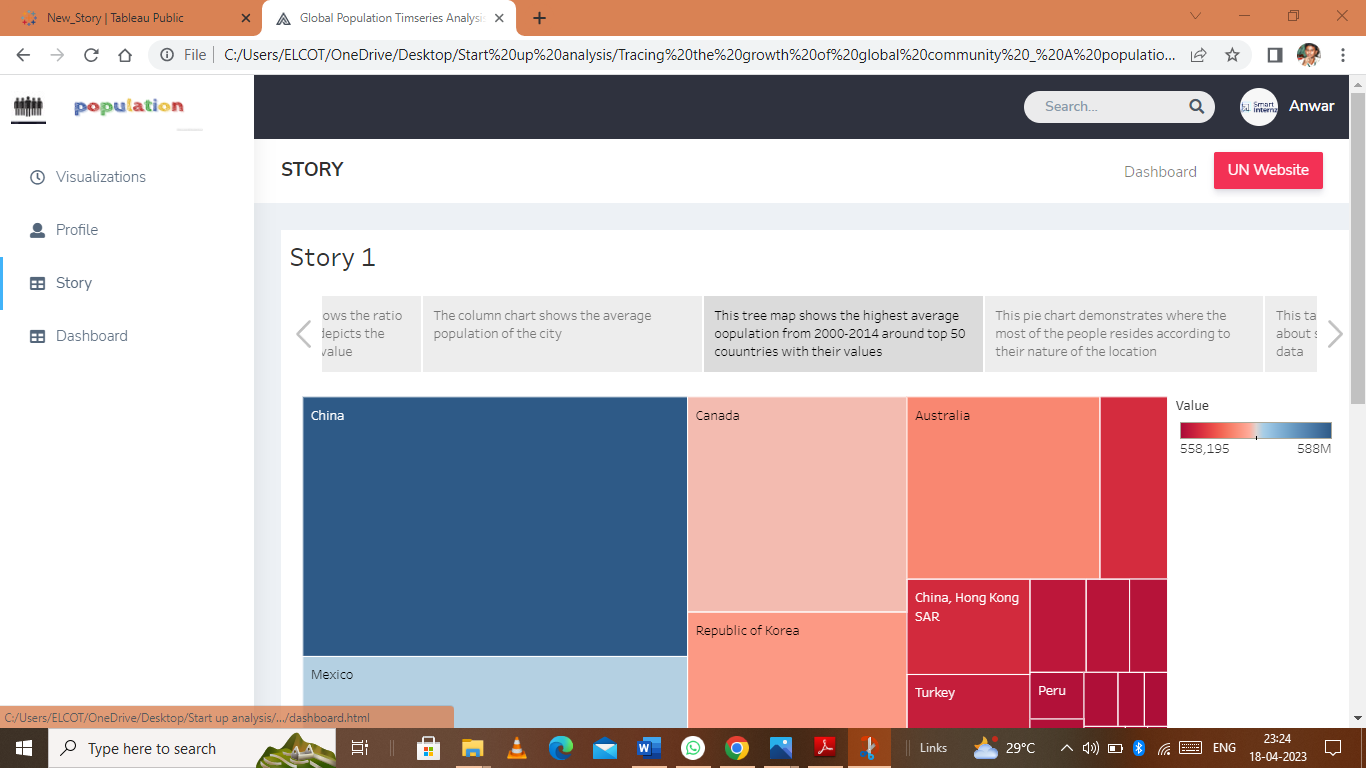 New_Story | Tableau Public
Global Population Timseries Analysis
File
C:/Users/ELCOT/OneDrive/Desktop/Start%20up%20analysis/Tracing%20the%20growth%20of%20global%20community%20_%20A%20populatio...
population
Search...
Smart
Internz
Anwar
Visualizations
Profile
Story
Dashboard
STORY
Dashboard
UN Website
Story 1
ows the ratio
depicts the
value
The column chart shows the average
population of the city
This tree map shows the highest average
oopulation from 2000-2014 around top 50
couuntries with their values
This pie chart demonstrates where the
most of the people resides according to
their nature of the location
This ta
about s
data
China
Canada
Australia
Value
558,195
588M
China, Hong Kong
SAR
Republic of Korea
Mexico
Turkey
Peru
C:/Users/ELCOT/OneDrive/Desktop/Start up analysis/.../dashboard.html
Type here to search
Links
29°C
ENG
23:24
18-04-2023